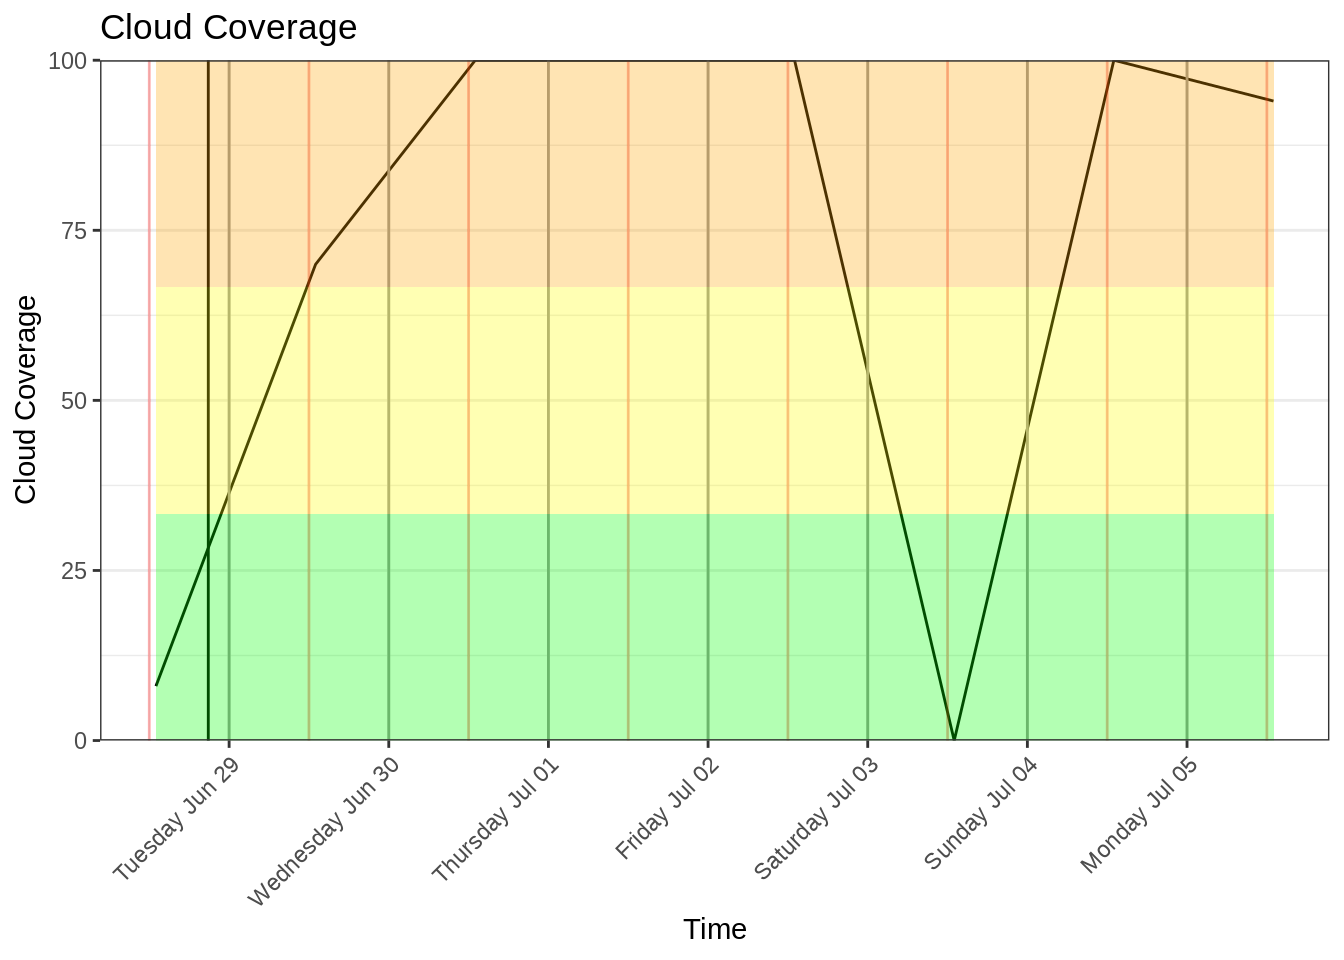 Cloud Coverage
100
75
50
25
0
Cloud Coverage
Tuesday Jun 29
Wednesday Jun 30
Thursday Jul 01
Friday Jul 02
Saturday Jul 03
Sunday Jul 04
Monday Jul 05
Time